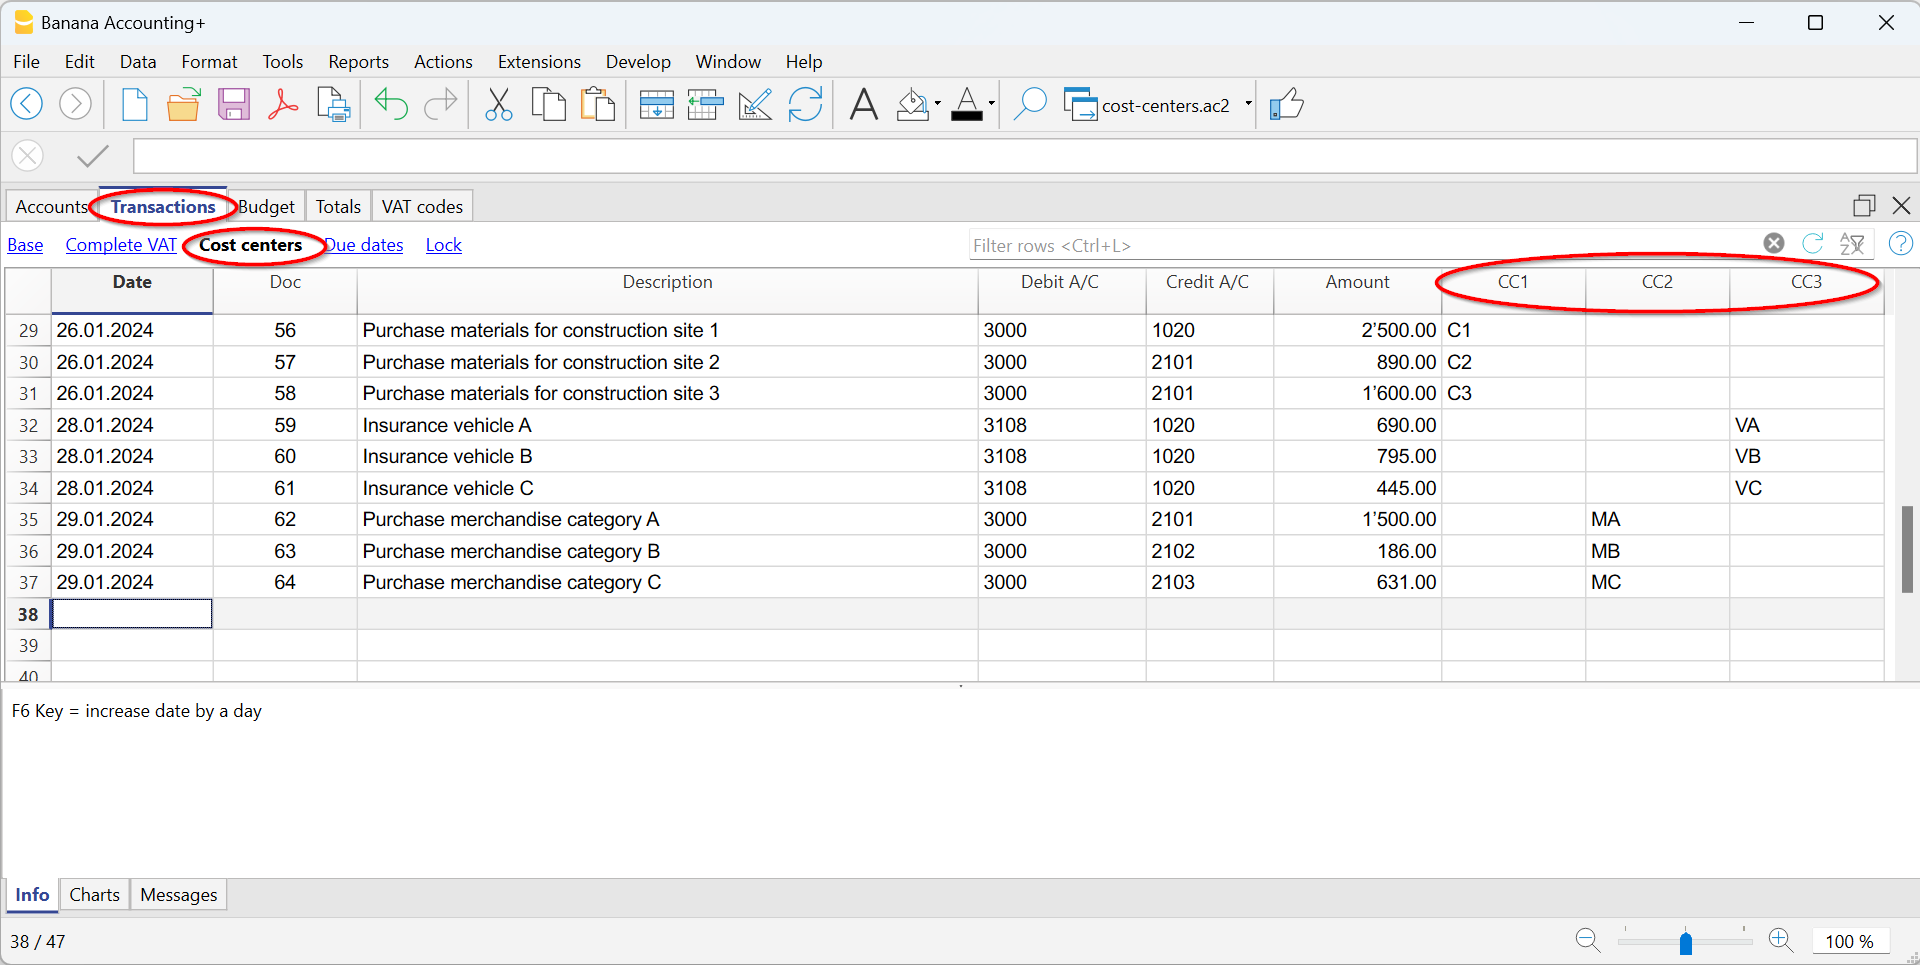 Banana Accounting+
File Edit Data Format Tools Reports Actions Extensions Develop Window Help
cost-centers.ac2
Accounts Transactions Budget Totals VAT codes
Base Complete VAT Cost centers Due dates Lock Filter rows <Ctrl+L>
Date Doc Description Debit A/C Credit A/C Amount CC1 CC2 CC3
29 26.01.2024 56 Purchase materials for construction site 1 3000 1020 2’500.00 C1
30 26.01.2024 57 Purchase materials for construction site 2 3000 2101 890.00 C2
31 26.01.2024 58 Purchase materials for construction site 3 3000 2101 1’600.00 C3
32 28.01.2024 59 Insurance vehicle A 3108 1020 690.00 VA
33 28.01.2024 60 Insurance vehicle B 3108 1020 795.00 VB
34 28.01.2024 61 Insurance vehicle C 3108 1020 445.00 VC
35 29.01.2024 62 Purchase merchandise category A 3000 2101 1’500.00 MA
36 29.01.2024 63 Purchase merchandise category B 3000 2102 186.00 MB
37 29.01.2024 64 Purchase merchandise category C 3000 2103 631.00 MC
38
39
40
F6 Key = increase date by a day
Info Charts Messages
38 / 47 100 %